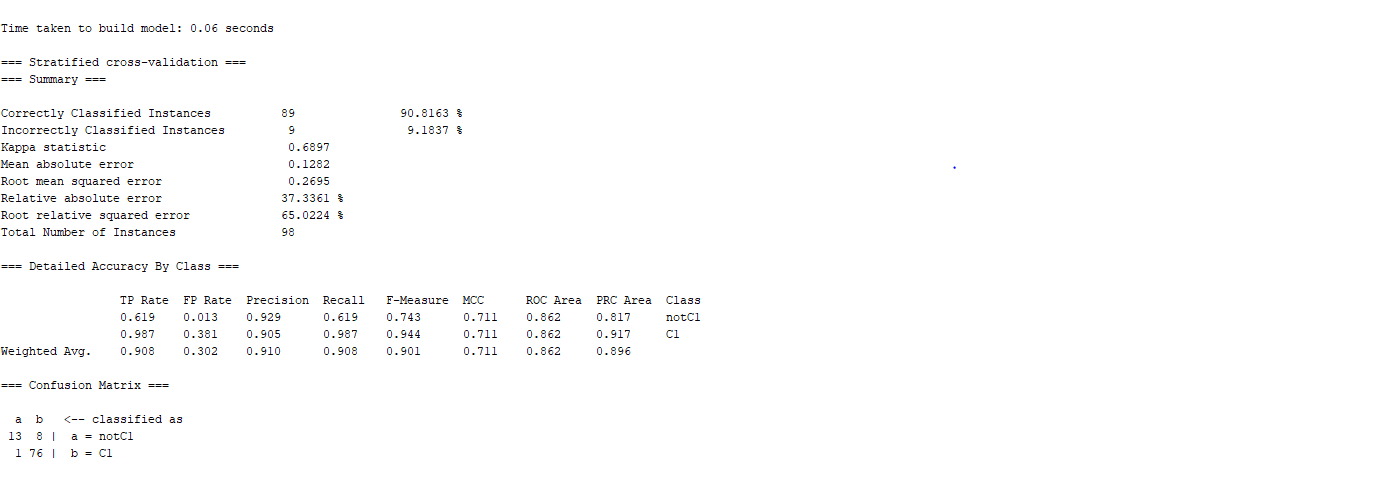 Time taken to build model: 0.06 seconds
=== Stratified cross-validation ===
=== Summary ===
Correctly Classified Instances          89               90.8163 %
Incorrectly Classified Instances         9                9.1837 %
Kappa statistic                          0.6897
Mean absolute error                      0.1282
Root mean squared error                  0.2695
Relative absolute error                 37.3361 %
Root relative squared error             65.0224 %
Total Number of Instances               98
=== Detailed Accuracy By Class ===
                 TP Rate  FP Rate  Precision  Recall   F-Measure  MCC      ROC Area  PRC Area  Class
                 0.619    0.013    0.929      0.619    0.743      0.711    0.862     0.817     notCl
                 0.987    0.381    0.905      0.987    0.944      0.711    0.862     0.917     Cl
Weighted Avg.    0.908    0.302    0.910      0.908    0.901      0.711    0.862     0.896
=== Confusion Matrix ===
  a  b   <-- classified as
 13  8 |  a = notCl
  1 76 |  b = Cl